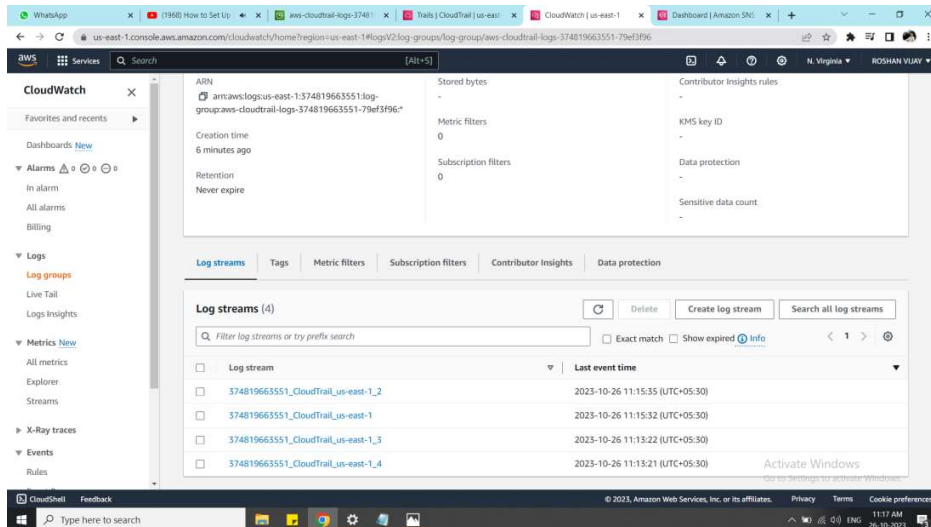 WhatsApp
(1968) How to Set Up
aws-cloudtrail-logs-3748
Trails | CloudTrail | us-east
CloudWatch | us-east-1
Dashboard | Amazon SNS
us-east-1.console.aws.amazon.com/cloudwatch/home?region=us-east-1#logsV2:log-groups/log-group/aws-cloudtrail-logs-374819663551-79ef3f96
aws
Services
Search
[Alt+S]
N. Virginia
ROSHAN VIJAY
CloudWatch
Favorites and recents
Dashboards New
Alarms 0 0 0
In alarm
All alarms
Billing
Logs
Log groups
Live Tail
Logs Insights
Metrics New
All metrics
Explorer
Streams
X-Ray traces
Events
Rules
ARN
arn:aws:logs:us-east-1:374819663551:log-
group:aws-cloudtrail-logs-374819663551-79ef3f96:*
Creation time
6 minutes ago
Retention
Never expire
Stored bytes
-
Metric filters
0
Subscription filters
0
Contributor Insights rules
-
KMS key ID
-
Data protection
-
Sensitive data count
-
Log streams Tags Metric filters Subscription filters Contributor Insights Data protection
Log streams (4)
Delete
Create log stream
Search all log streams
Filter log streams or try prefix search
Exact match
Show expired
Info
1
Log stream Last event time
374819663551_CloudTrail_us-east-1_2 2023-10-26 11:15:35 (UTC+05:30)
374819663551_CloudTrail_us-east-1 2023-10-26 11:15:32 (UTC+05:30)
374819663551_CloudTrail_us-east-1_3 2023-10-26 11:13:22 (UTC+05:30)
374819663551_CloudTrail_us-east-1_4 2023-10-26 11:13:21 (UTC+05:30)
Activate Windows
Go to Settings to activate Windows.
CloudShell Feedback
© 2023, Amazon Web Services, Inc. or its affiliates. Privacy Terms Cookie preferences
Type here to search
ENG
11:17 AM
26-10-2023